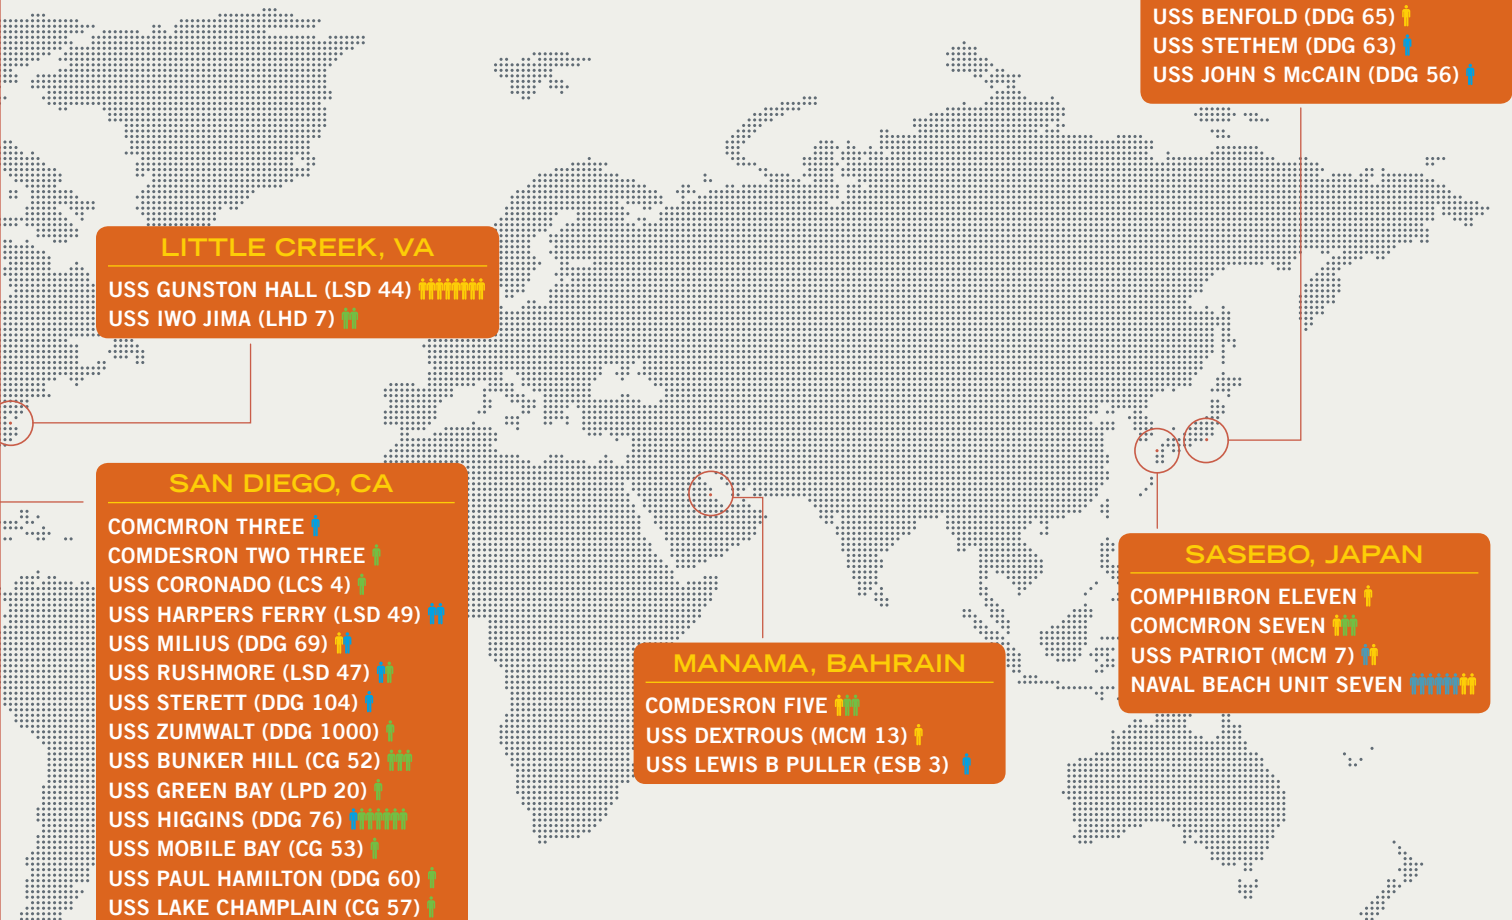 USS BENFOLD (DDG 65)
USS STETHEM (DDG 63)
USS JOHN S McCAIN (DDG 56)
LITTLE CREEK, VA
USS GUNSTON HALL (LSD 44)
USS IWO JIMA (LHD 7)
SAN DIEGO, CA
COMCMRON THREE
COMDESRON TWO THREE
USS CORONADO (LCS 4)
USS HARPERS FERRY (LSD 49)
USS MILIUS (DDG 69)
USS RUSHMORE (LSD 47)
USS STERETT (DDG 104)
USS ZUMWALT (DDG 1000)
USS BUNKER HILL (CG 52)
USS GREEN BAY (LPD 20)
USS HIGGINS (DDG 76)
USS MOBILE BAY (CG 53)
USS PAUL HAMILTON (DDG 60)
USS LAKE CHAMPLAIN (CG 57)
MANAMA, BAHRAIN
COMDESRON FIVE
USS DEXTROUS (MCM 13)
USS LEWIS B PULLER (ESB 3)
SASEBO, JAPAN
COMPHIBRON ELEVEN
COMCMRON SEVEN
USS PATRIOT (MCM 7)
NAVAL BEACH UNIT SEVEN